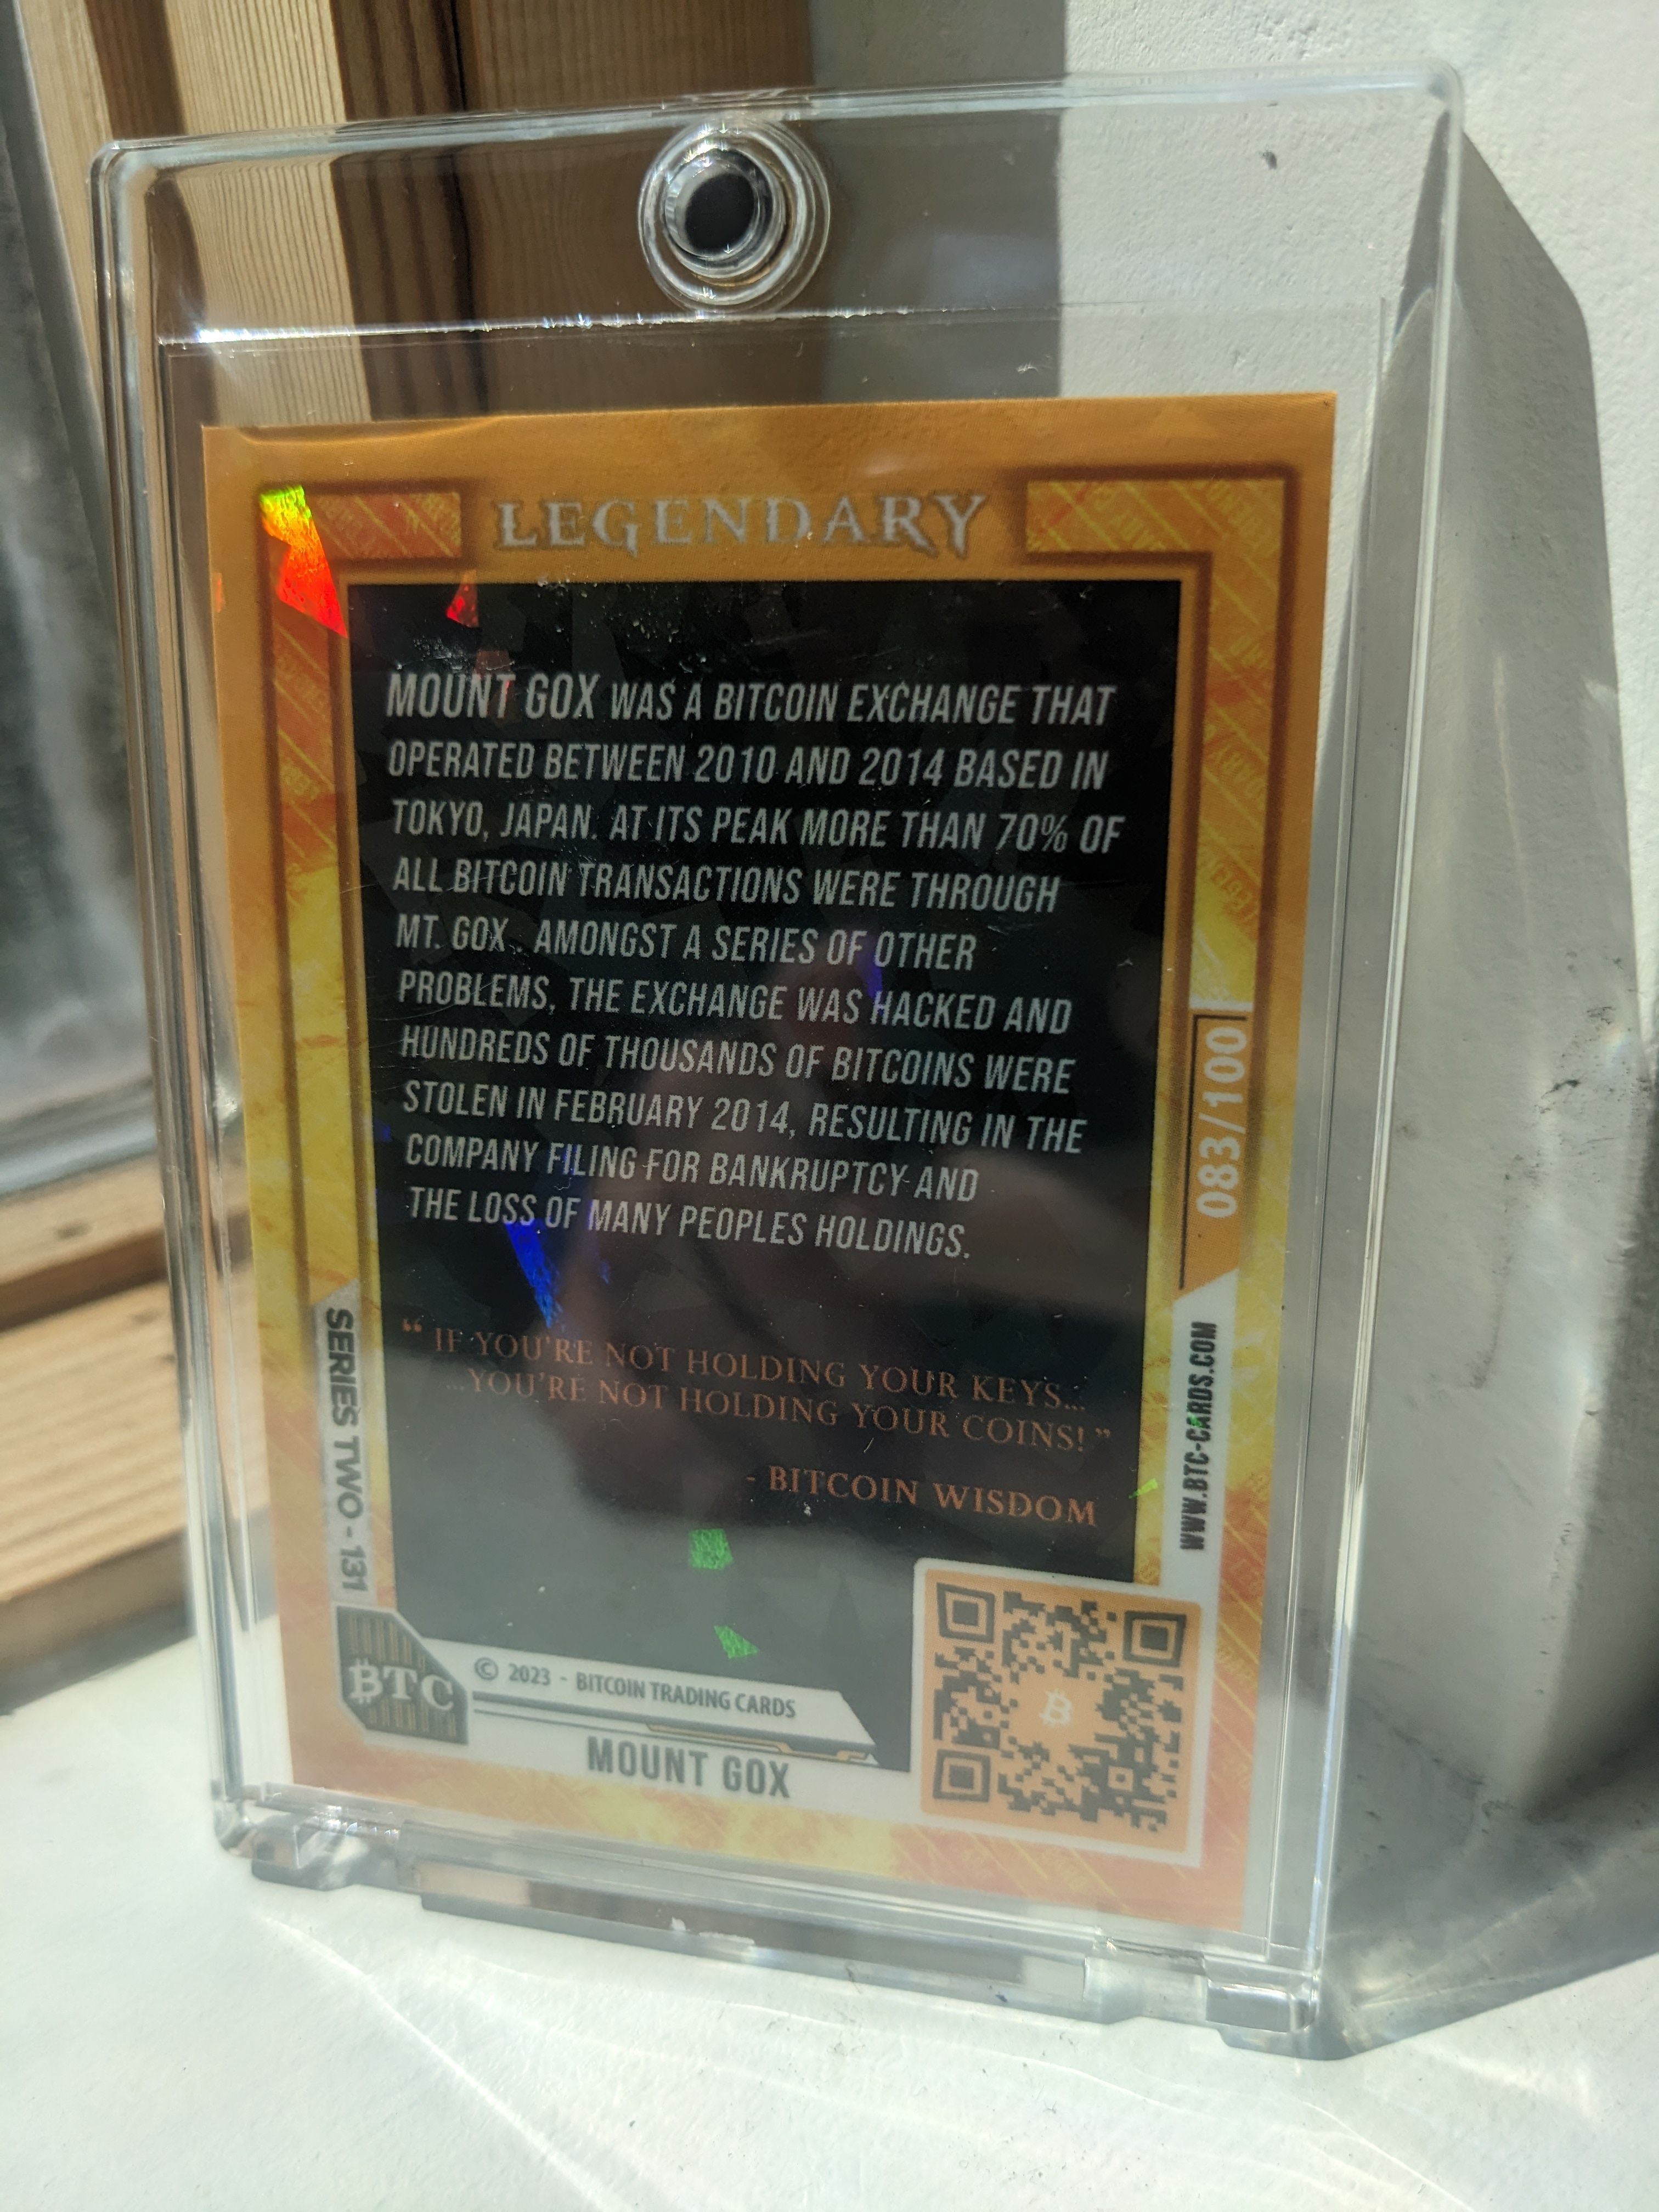 LEGENDARY
MOUNT GOX WAS A BITCOIN EXCHANGE THAT
OPERATED BETWEEN 2010 AND 2014 BASED IN
TOKYO, JAPAN. AT ITS PEAK MORE THAN 70% OF
ALL BITCOIN TRANSACTIONS WERE THROUGH
MT. GOX. AMONGST A SERIES OF OTHER
PROBLEMS, THE EXCHANGE WAS HACKED AND
HUNDREDS OF THOUSANDS OF BITCOINS WERE
STOLEN IN FEBRUARY 2014, RESULTING IN THE
COMPANY FILING FOR BANKRUPTCY AND
THE LOSS OF MANY PEOPLES HOLDINGS.
“ IF YOU'RE NOT HOLDING YOUR KEYS...
...YOU'RE NOT HOLDING YOUR COINS! ”
- BITCOIN WISDOM
083/100
WWW.BTC-CARDS.COM
SERIES TWO - 131
₿TC
© 2023 - BITCOIN TRADING CARDS
MOUNT GOX
₿